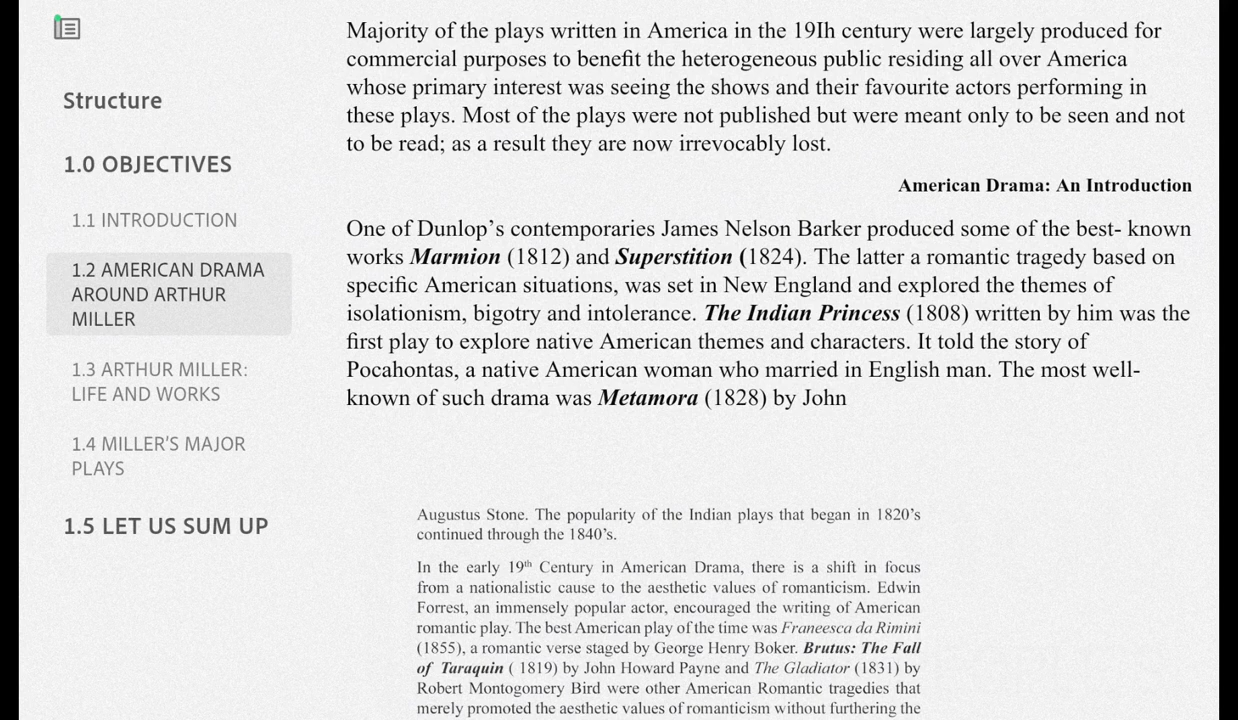 Structure
1.0 OBJECTIVES
1.1 INTRODUCTION
1.2 AMERICAN DRAMA
AROUND ARTHUR
MILLER
1.3 ARTHUR MILLER:
LIFE AND WORKS
1.4 MILLER'S MAJOR
PLAYS
1.5 LET US SUM UP
Majority of the plays written in America in the 19Ih century were largely produced for
commercial purposes to benefit the heterogeneous public residing all over America
whose primary interest was seeing the shows and their favourite actors performing in
these plays. Most of the plays were not published but were meant only to be seen and not
to be read; as a result they are now irrevocably lost.
American Drama: An Introduction
One of Dunlop's contemporaries James Nelson Barker produced some of the best- known
works Marmion (1812) and Superstition (1824). The latter a romantic tragedy based on
specific American situations, was set in New England and explored the themes of
isolationism, bigotry and intolerance. The Indian Princess (1808) written by him was the
first play to explore native American themes and characters. It told the story of
Pocahontas, a native American woman who married in English man. The most well-
known of such drama was Metamora (1828) by John
Augustus Stone. The popularity of the Indian plays that began in 1820's
continued through the 1840's.
In the early 19th Century in American Drama, there is a shift in focus
from a nationalistic cause to the aesthetic values of romanticism. Edwin
Forrest, an immensely popular actor, encouraged the writing of American
romantic play. The best American play of the time was Franeesca da Rimini
(1855), a romantic verse staged by George Henry Boker. Brutus: The Fall
of Taraquin ( 1819) by John Howard Payne and The Gladiator (1831) by
Robert Montogomery Bird were other American Romantic tragedies that
merely promoted the aesthetic values of romanticism without furthering the